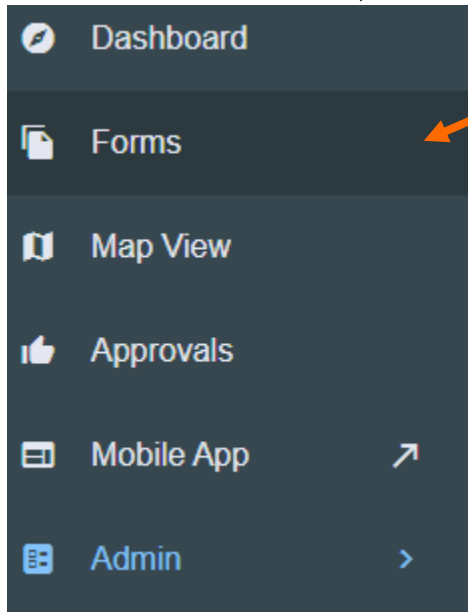 Dashboard
Forms
Map View
Approvals
Mobile App
Admin